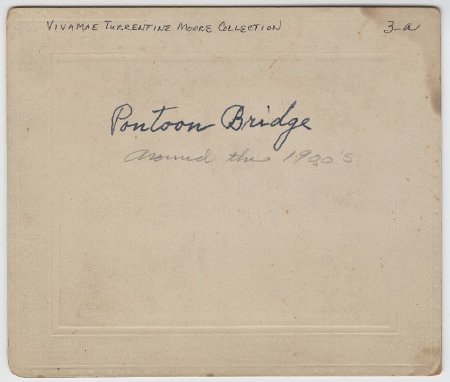 VIVAMAE TURRENTINE MOORE COLLECTION 3-a
Pontoon Bridge
around the 1900's